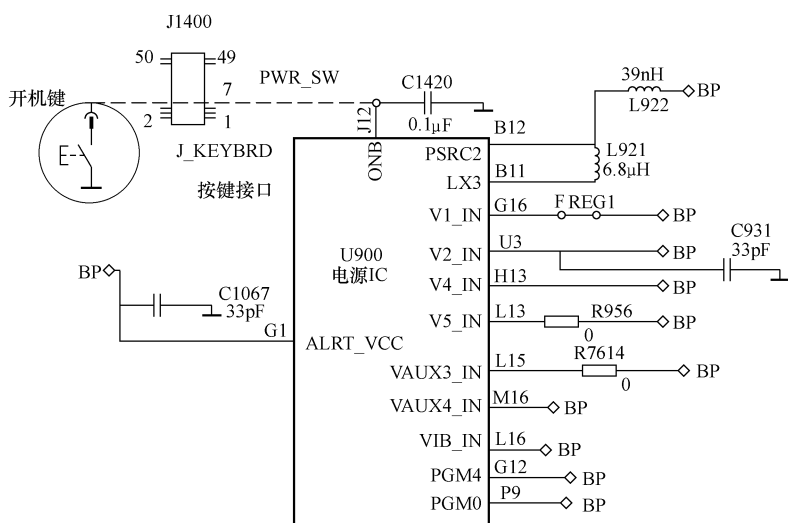 J1400
50
49
开机键
7
PWR_SW
C1420
39nH
BP
L922
2
1
J12
0.1μF
B12
ONB
PSRC2
L921
6.8μH
J_KEYBRD
B11
LX3
按键接口
G16
F REG1
V1_IN
BP
C931
33pF
U3
V2_IN
BP
U900
电源IC
BP
H13
V4_IN
BP
C1067
33pF
L13
R956
V5_IN
BP
G1
0
ALRT_VCC
R7614
L15
VAUX3_IN
BP
0
M16
VAUX4_IN
BP
L16
VIB_IN
BP
G12
PGM4
BP
P9
PGM0
BP